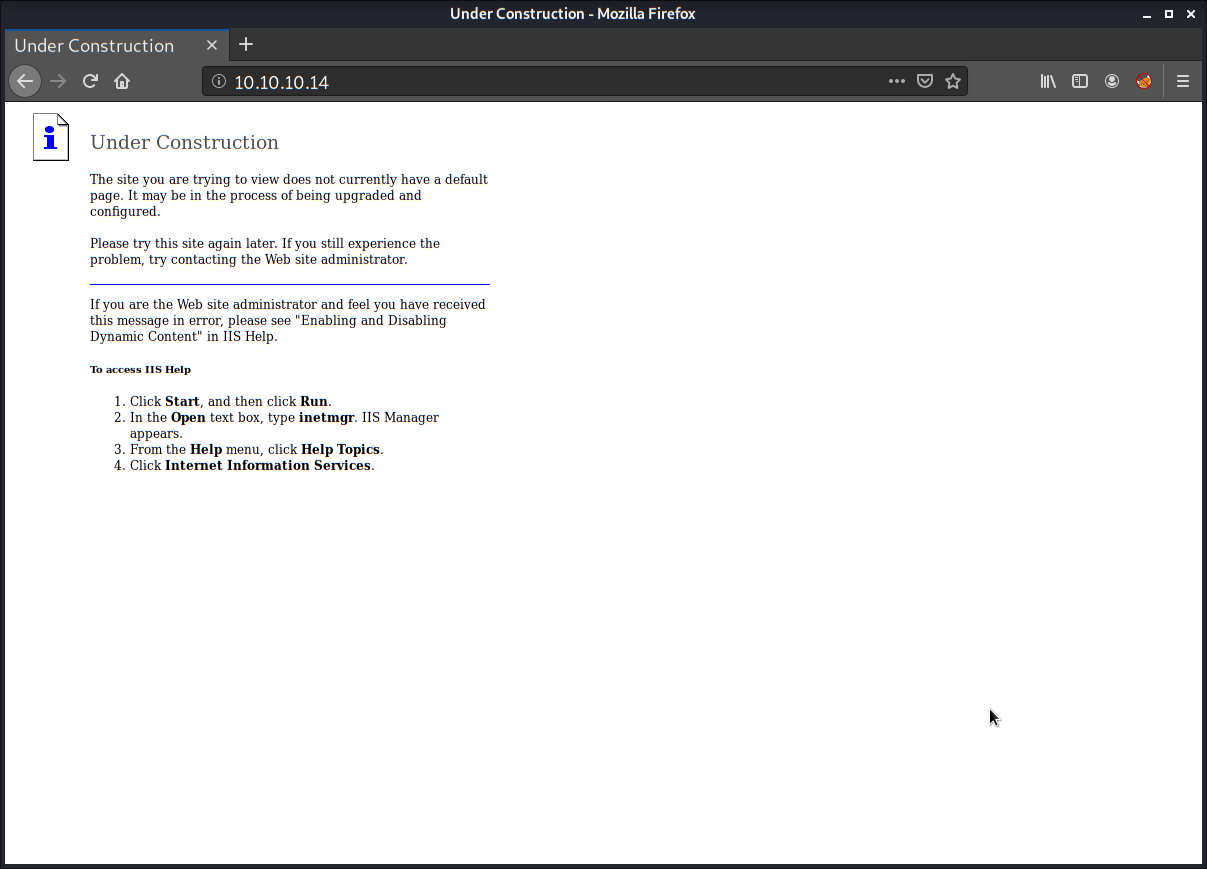 Under Construction - Mozilla Firefox
Under Construction
10.10.10.14
Under Construction
The site you are trying to view does not currently have a default
page. It may be in the process of being upgraded and
configured.
Please try this site again later. If you still experience the
problem, try contacting the Web site administrator.
If you are the Web site administrator and feel you have received
this message in error, please see "Enabling and Disabling
Dynamic Content" in IIS Help.
To access IIS Help
1. Click Start, and then click Run.
2. In the Open text box, type inetmgr. IIS Manager
appears.
3. From the Help menu, click Help Topics.
4. Click Internet Information Services.